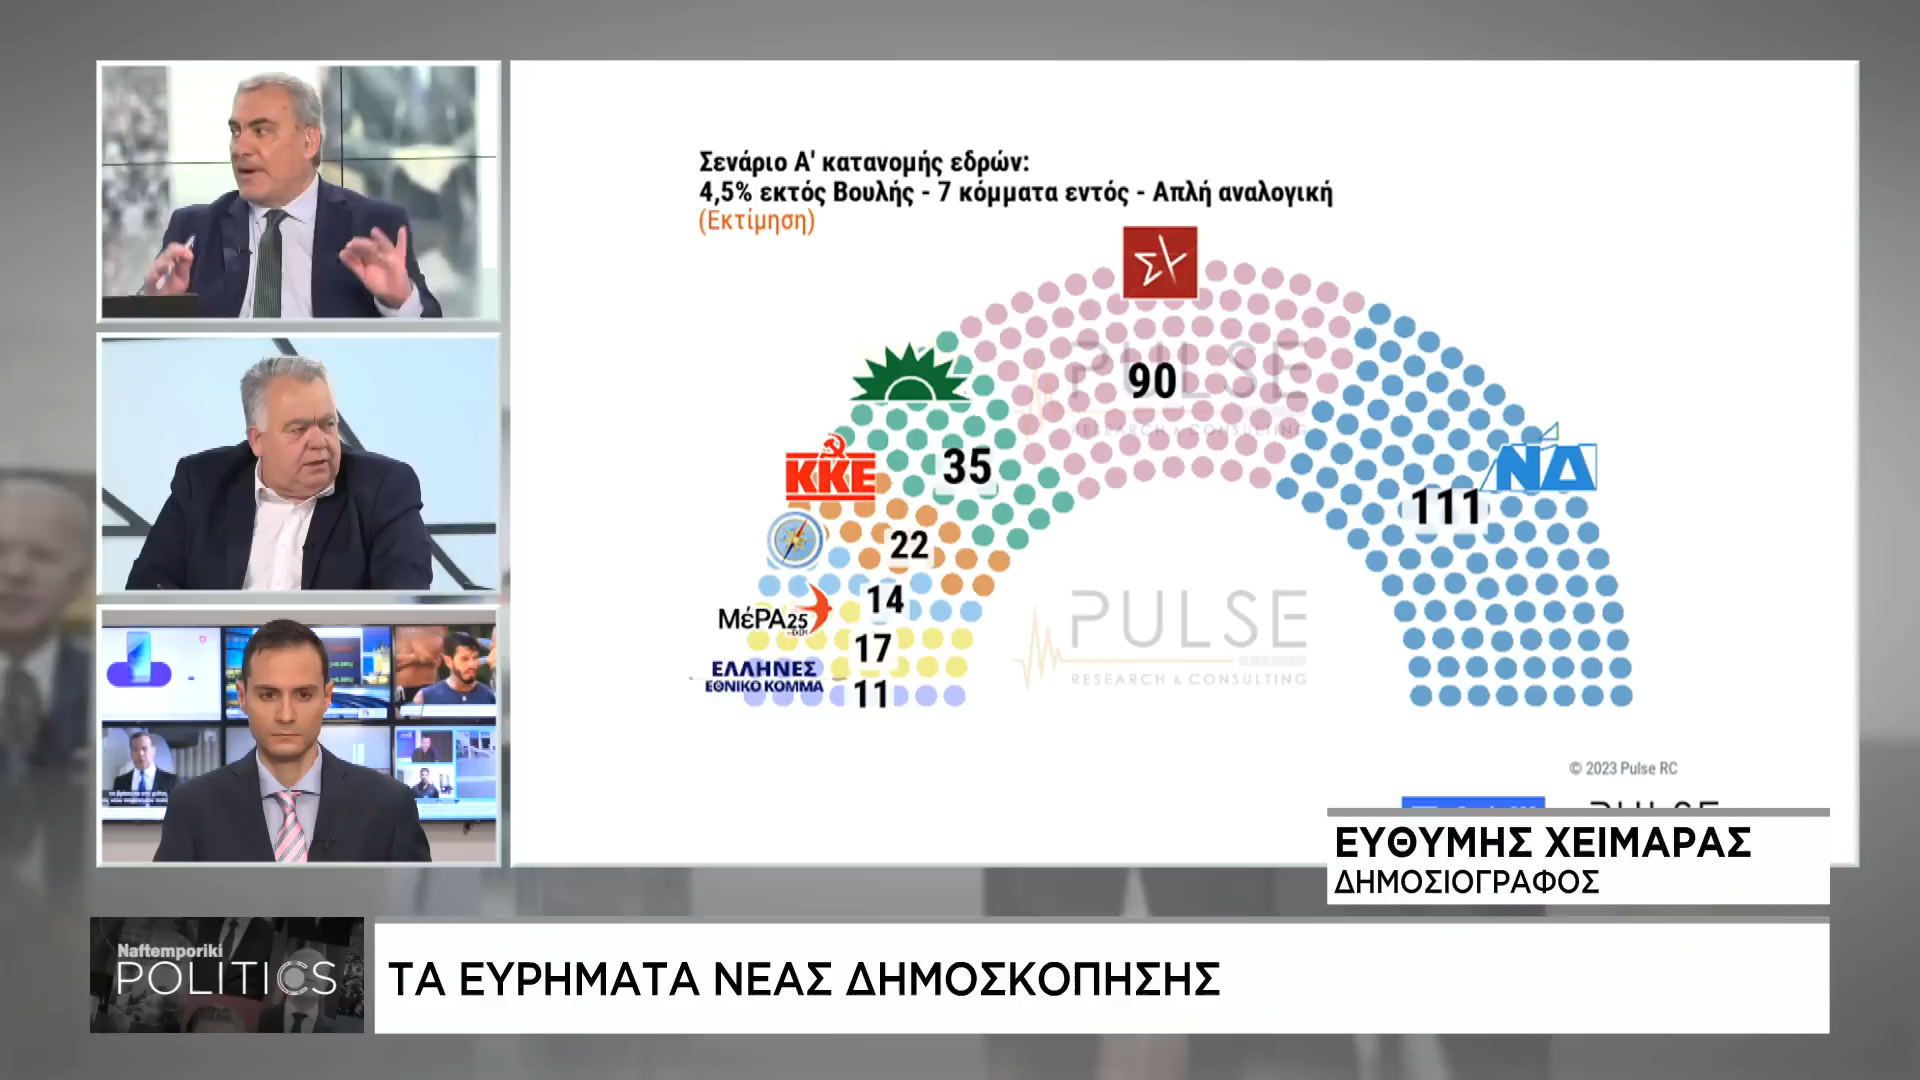 Σενάριο Α' κατανομής εδρών:
4,5% εκτός Βουλής - 7 κόμματα εντός - Απλή αναλογική
(Εκτίμηση)
90
PULSE
RESEARCH & CONSULTING
ΚΚΕ
35
ΝΔ
111
22
14
ΜέΡΑ25
17
ΕΛΛΗΝΕΣ
ΕΘΝΙΚΟ ΚΟΜΜΑ
11
PULSE
RESEARCH & CONSULTING
© 2023 Pulse RC
ΕΥΘΥΜΗΣ ΧΕΙΜΑΡΑΣ
ΔΗΜΟΣΙΟΓΡΑΦΟΣ
Naftemporiki
POLITICS
ΤΑ ΕΥΡΗΜΑΤΑ ΝΕΑΣ ΔΗΜΟΣΚΟΠΗΣΗΣ